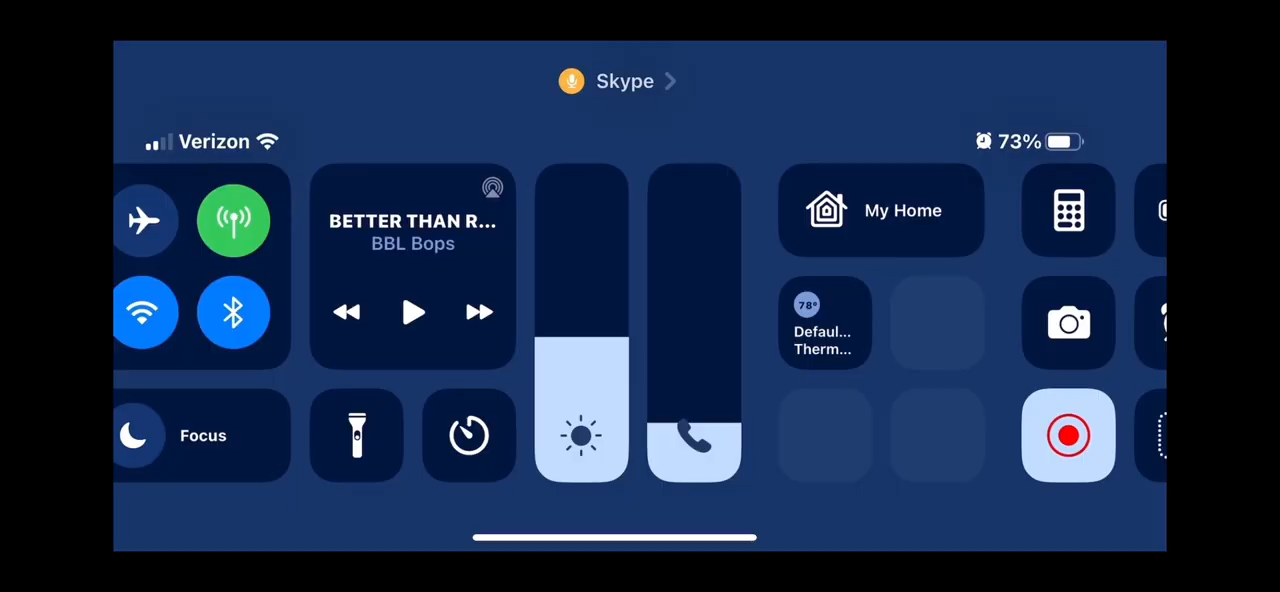 Skype
Verizon
73%
BETTER THAN R...
BBL Bops
My Home
78°
Defaul...
Therm...
Focus